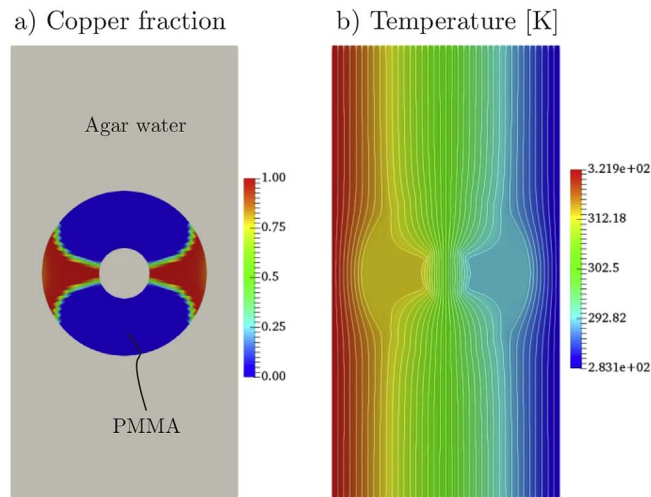 a) Copper fraction
b) Temperature [K]
Agar water
1.00
0.75
0.5
0.25
0.00
PMMA
3.219e+02
312.18
302.5
292.82
2.831e+02